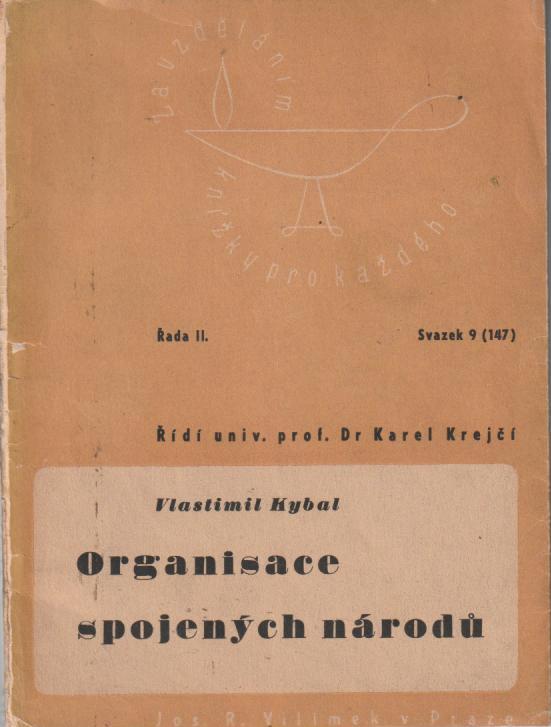 Za vzděláním
knížky pro každého
Řada II.
Svazek 9 (147)
Řídí univ. prof. Dr Karel Krejčí
Vlastimil Kybal
Organisace
spojených národů
Jos. R. Vilímek v Praze